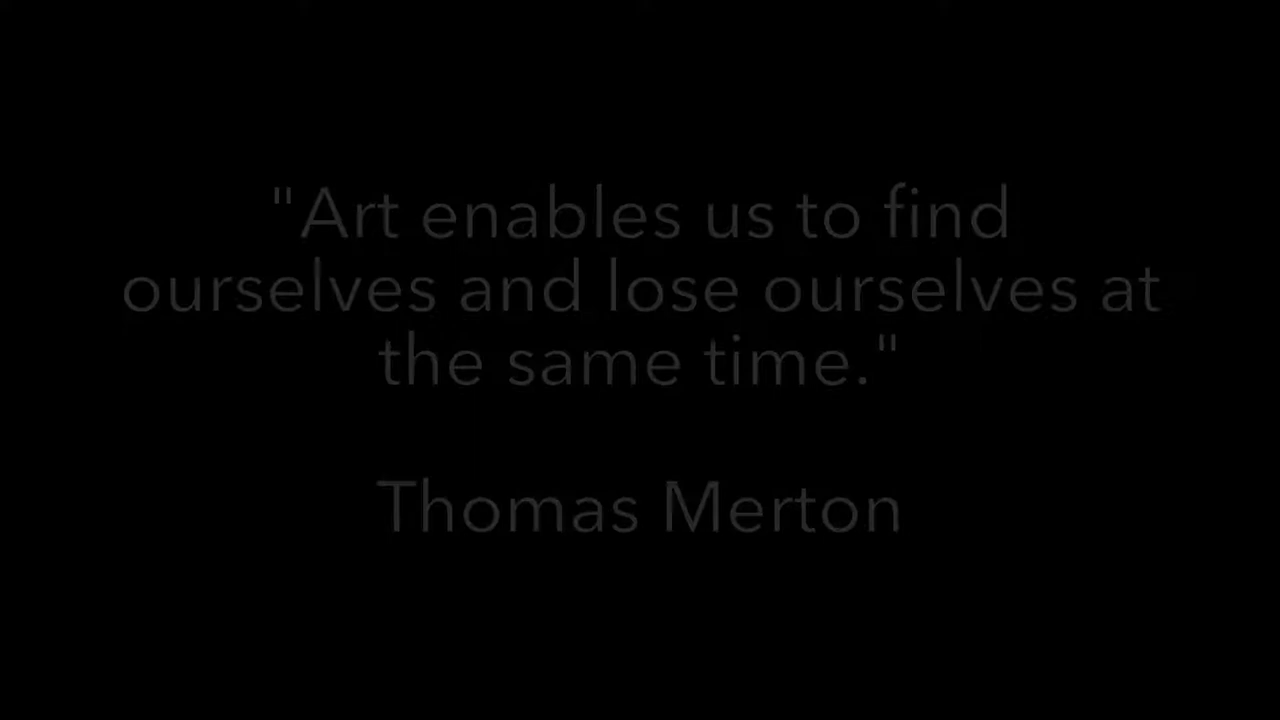 "Art enables us to find
ourselves and lose ourselves at
the same time."
Thomas Merton